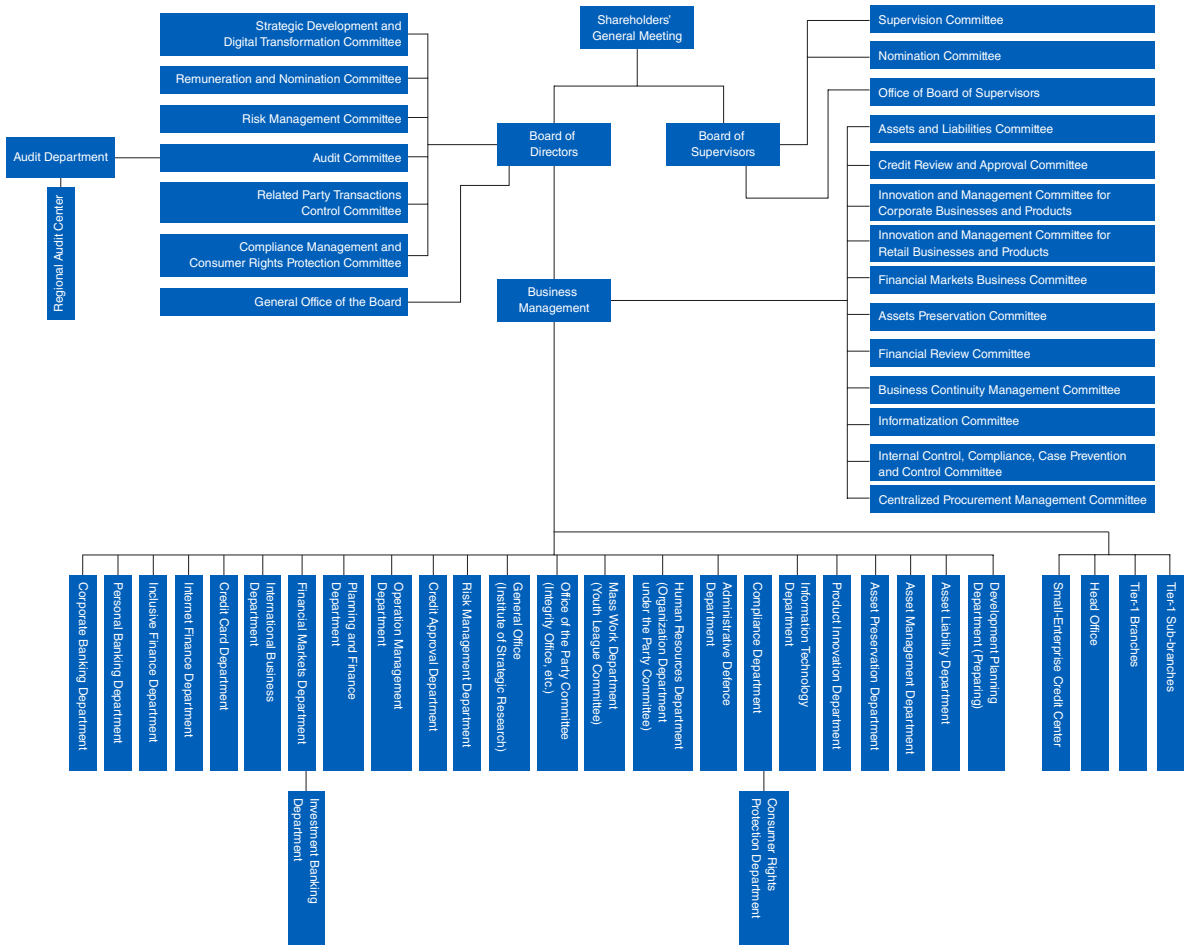 Shareholders'
General Meeting
Strategic Development and
Digital Transformation Committee
Remuneration and Nomination Committee
Risk Management Committee
Audit Committee
Related Party Transactions
Control Committee
Compliance Management and
Consumer Rights Protection Committee
General Office of the Board
Audit Department
Regional Audit Center
Board of
Directors
Board of
Supervisors
Business
Management
Supervision Committee
Nomination Committee
Office of Board of Supervisors
Assets and Liabilities Committee
Credit Review and Approval Committee
Innovation and Management Committee for
Corporate Businesses and Products
Innovation and Management Committee for
Retail Businesses and Products
Financial Markets Business Committee
Assets Preservation Committee
Financial Review Committee
Business Continuity Management Committee
Informatization Committee
Internal Control, Compliance, Case Prevention
and Control Committee
Centralized Procurement Management Committee
Corporate Banking Department
Personal Banking Department
Inclusive Finance Department
Internet Finance Department
Credit Card Department
International Business
Department
Financial Markets Department
Planning and Finance
Department
Operation Management
Department
Credit Approval Department
Risk Management Department
General Office
(Institute of Strategic Research)
Office of the Party Committee
(Integrity Office, etc.)
Mass Work Department
(Youth League Committee)
Human Resources Department
(Organization Department
under the Party Committee)
Administrative Defence
Department
Compliance Department
Information Technology
Department
Product Innovation Department
Asset Preservation Department
Asset Management Department
Asset Liability Department
Development Planning
Department ( Preparing)
Small-Enterprise Credit Center
Head Office
Tier-1 Branches
Tier-1 Sub-branches
Investment Banking
Department
Consumer Rights
Protection Department